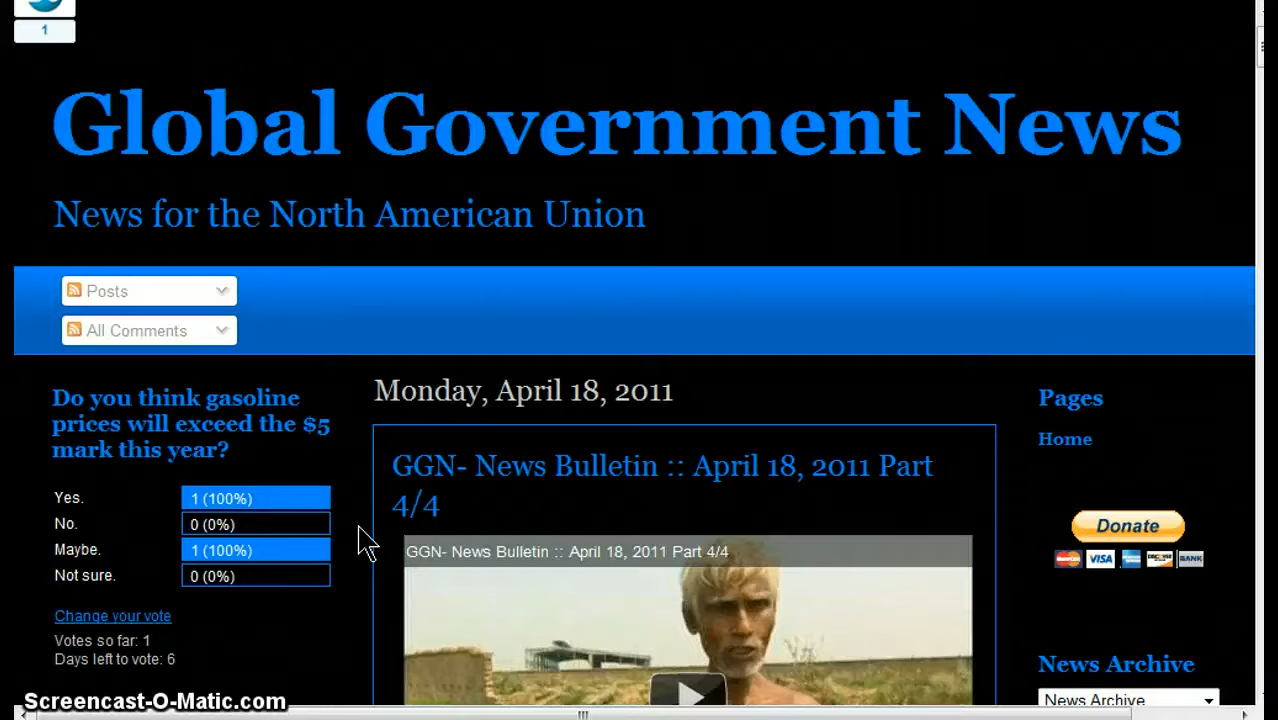 1
Global Government News
News for the North American Union
Posts
All Comments
Do you think gasoline
prices will exceed the $5
mark this year?
Yes. 1 (100%)
No. 0 (0%)
Maybe. 1 (100%)
Not sure. 0 (0%)
Change your vote
Votes so far: 1
Days left to vote: 6
Monday, April 18, 2011
GGN- News Bulletin :: April 18, 2011 Part
4/4
GGN- News Bulletin :: April 18, 2011 Part 4/4
Pages
Home
Donate
VISA
BANK
News Archive
News Archive
Screencast-O-Matic.com